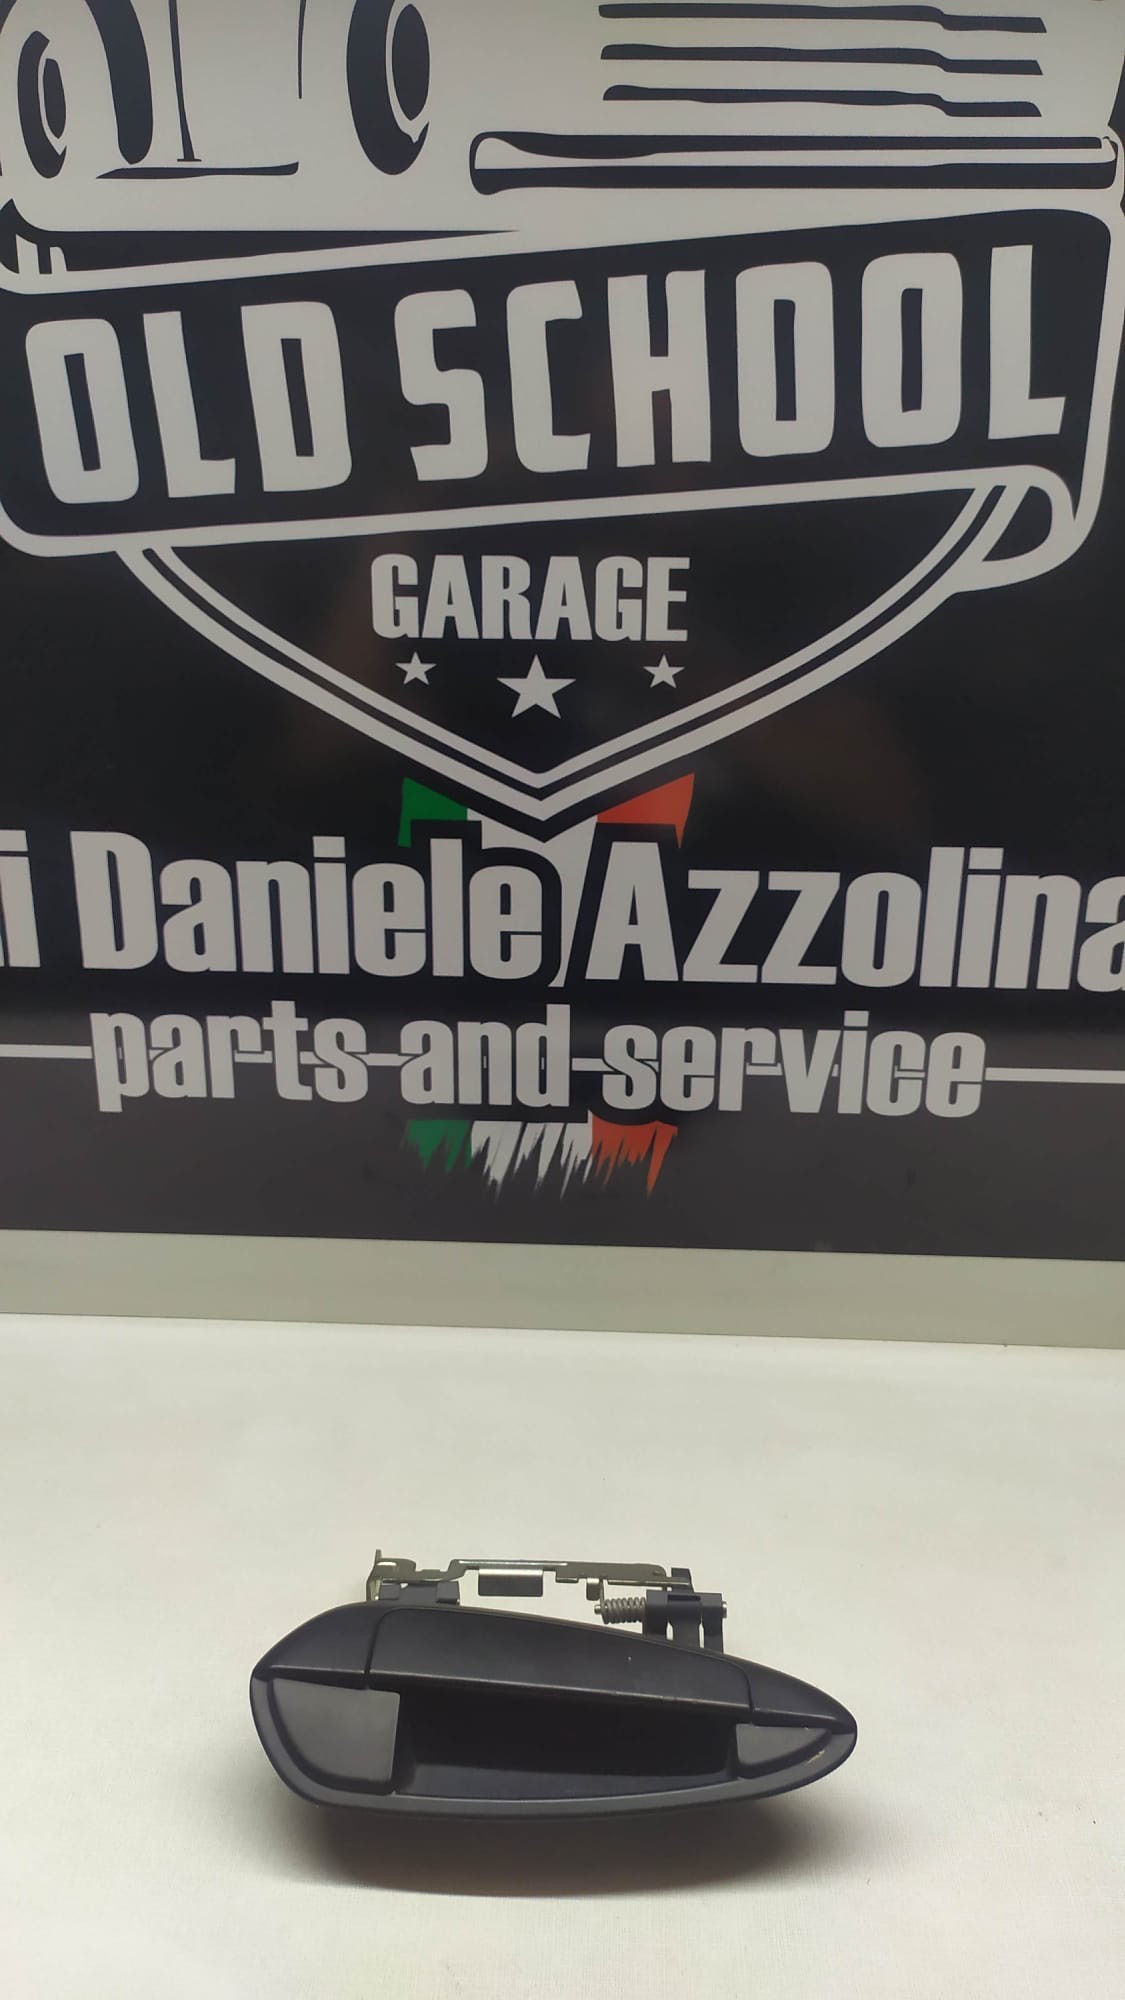 OLD SCHOOL
GARAGE
Daniele Azzolina
parts and service